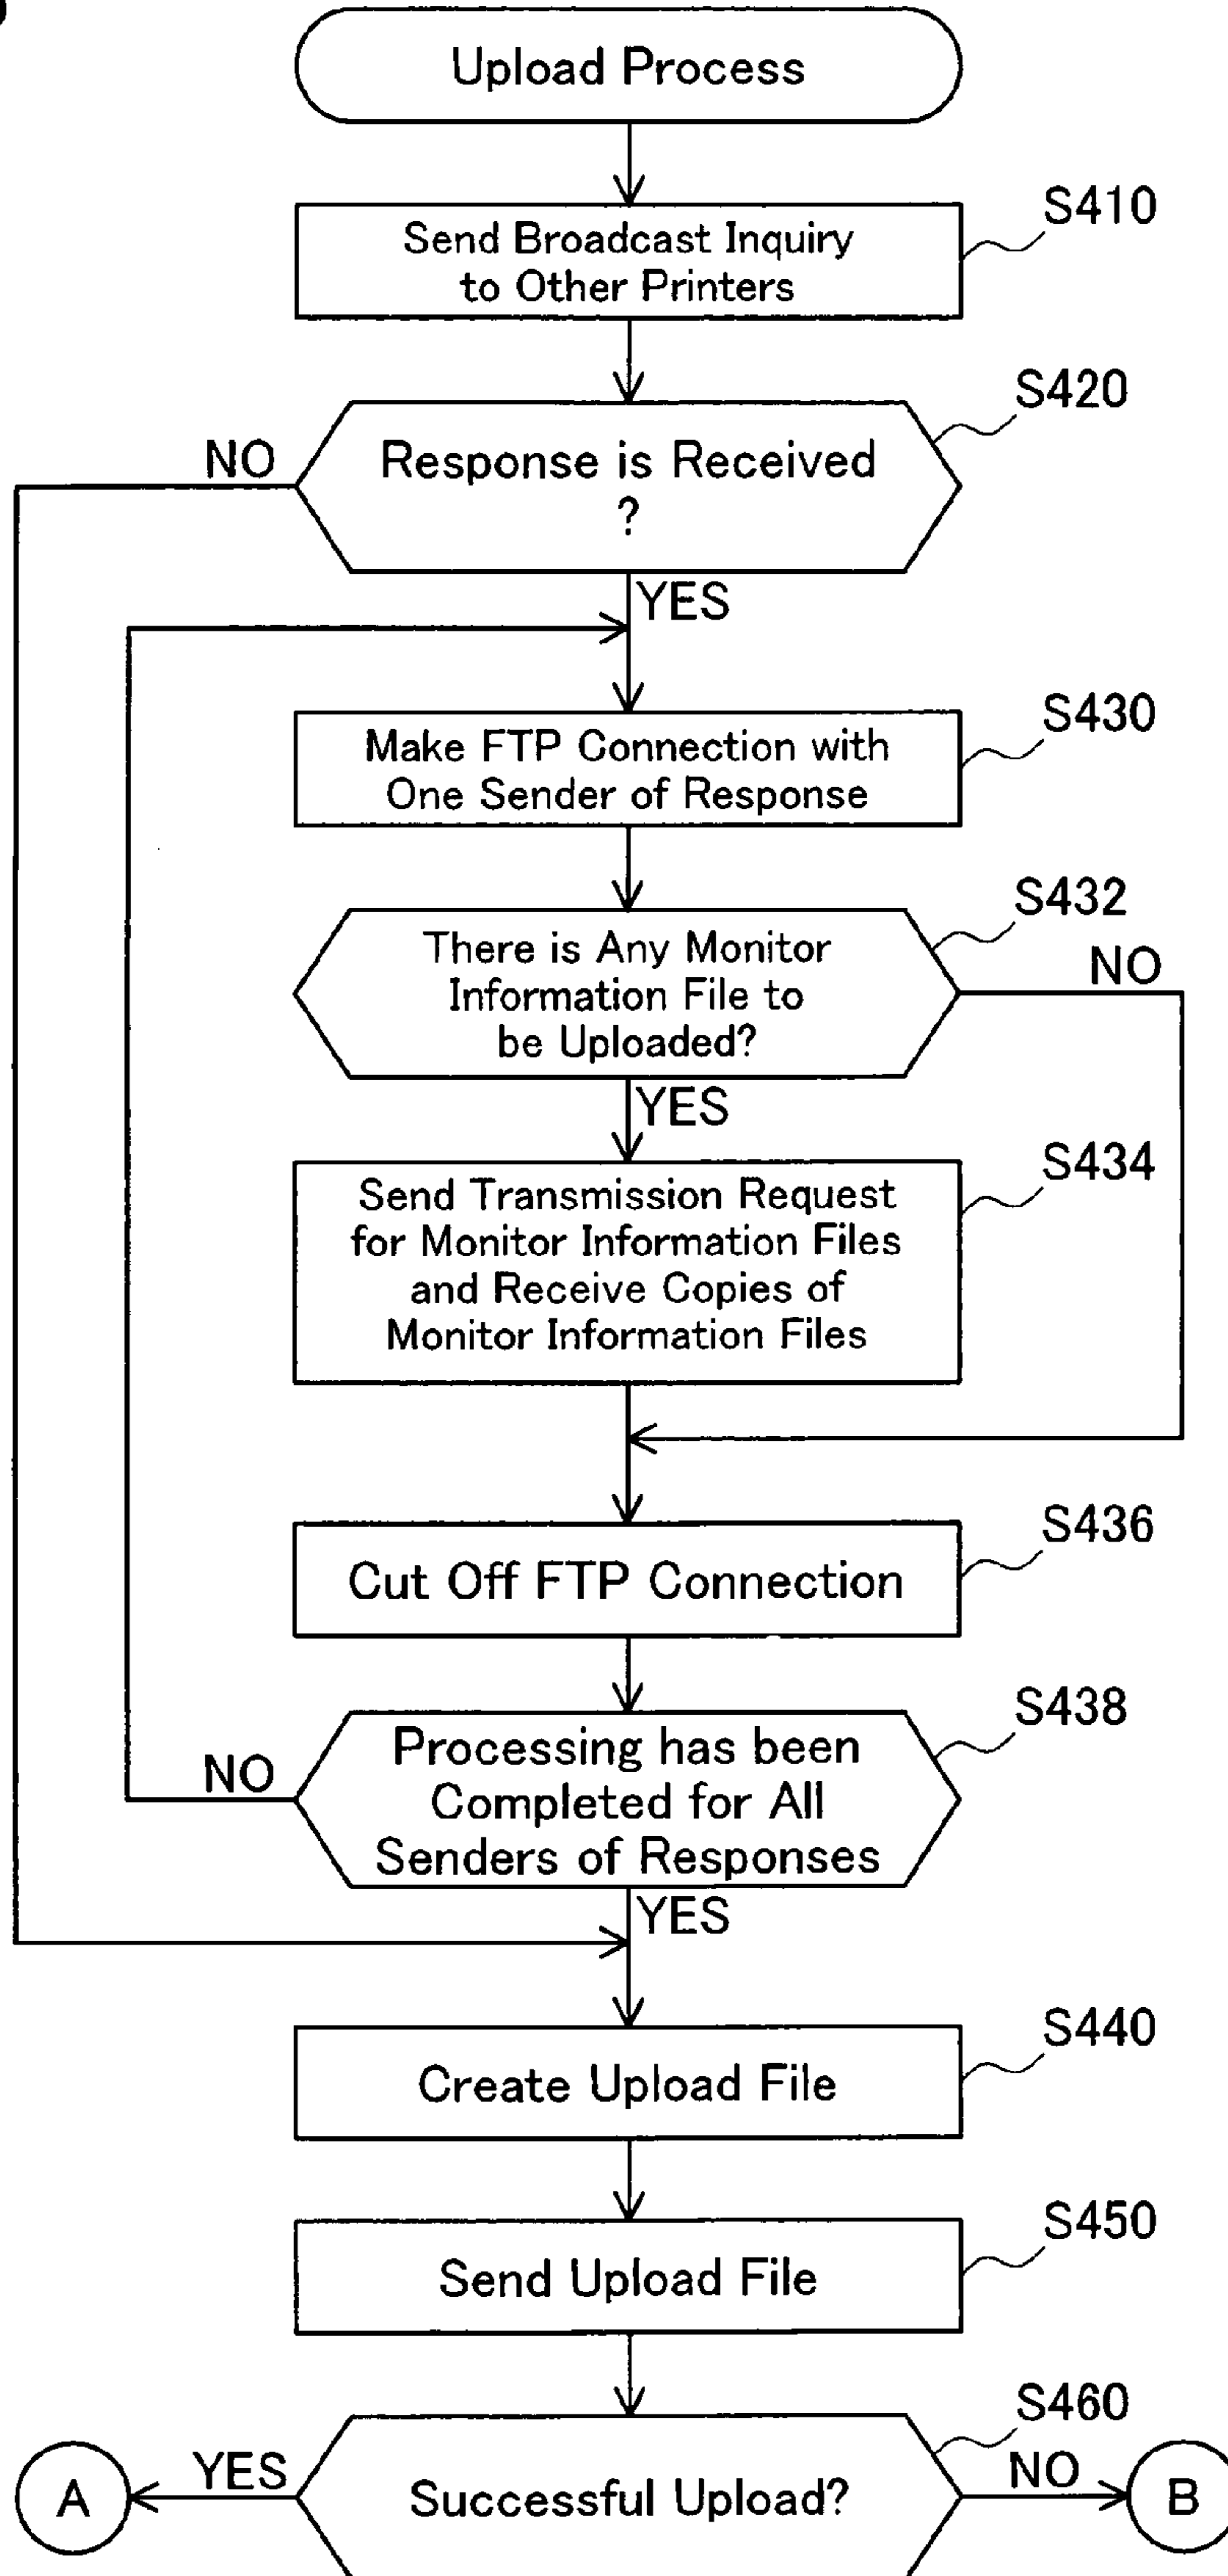 Upload Process
S410
Send Broadcast Inquiry
to Other Printers
S420
NO
Response is Received
?
YES
S430
Make FTP Connection with
One Sender of Response
S432
There is Any Monitor
Information File to
be Uploaded?
NO
YES
S434
Send Transmission Request
for Monitor Information Files
and Receive Copies of
Monitor Information Files
S436
Cut Off FTP Connection
S438
NO
Processing has been
Completed for All
Senders of Responses
YES
S440
Create Upload File
S450
Send Upload File
S460
A
YES
Successful Upload?
NO
B